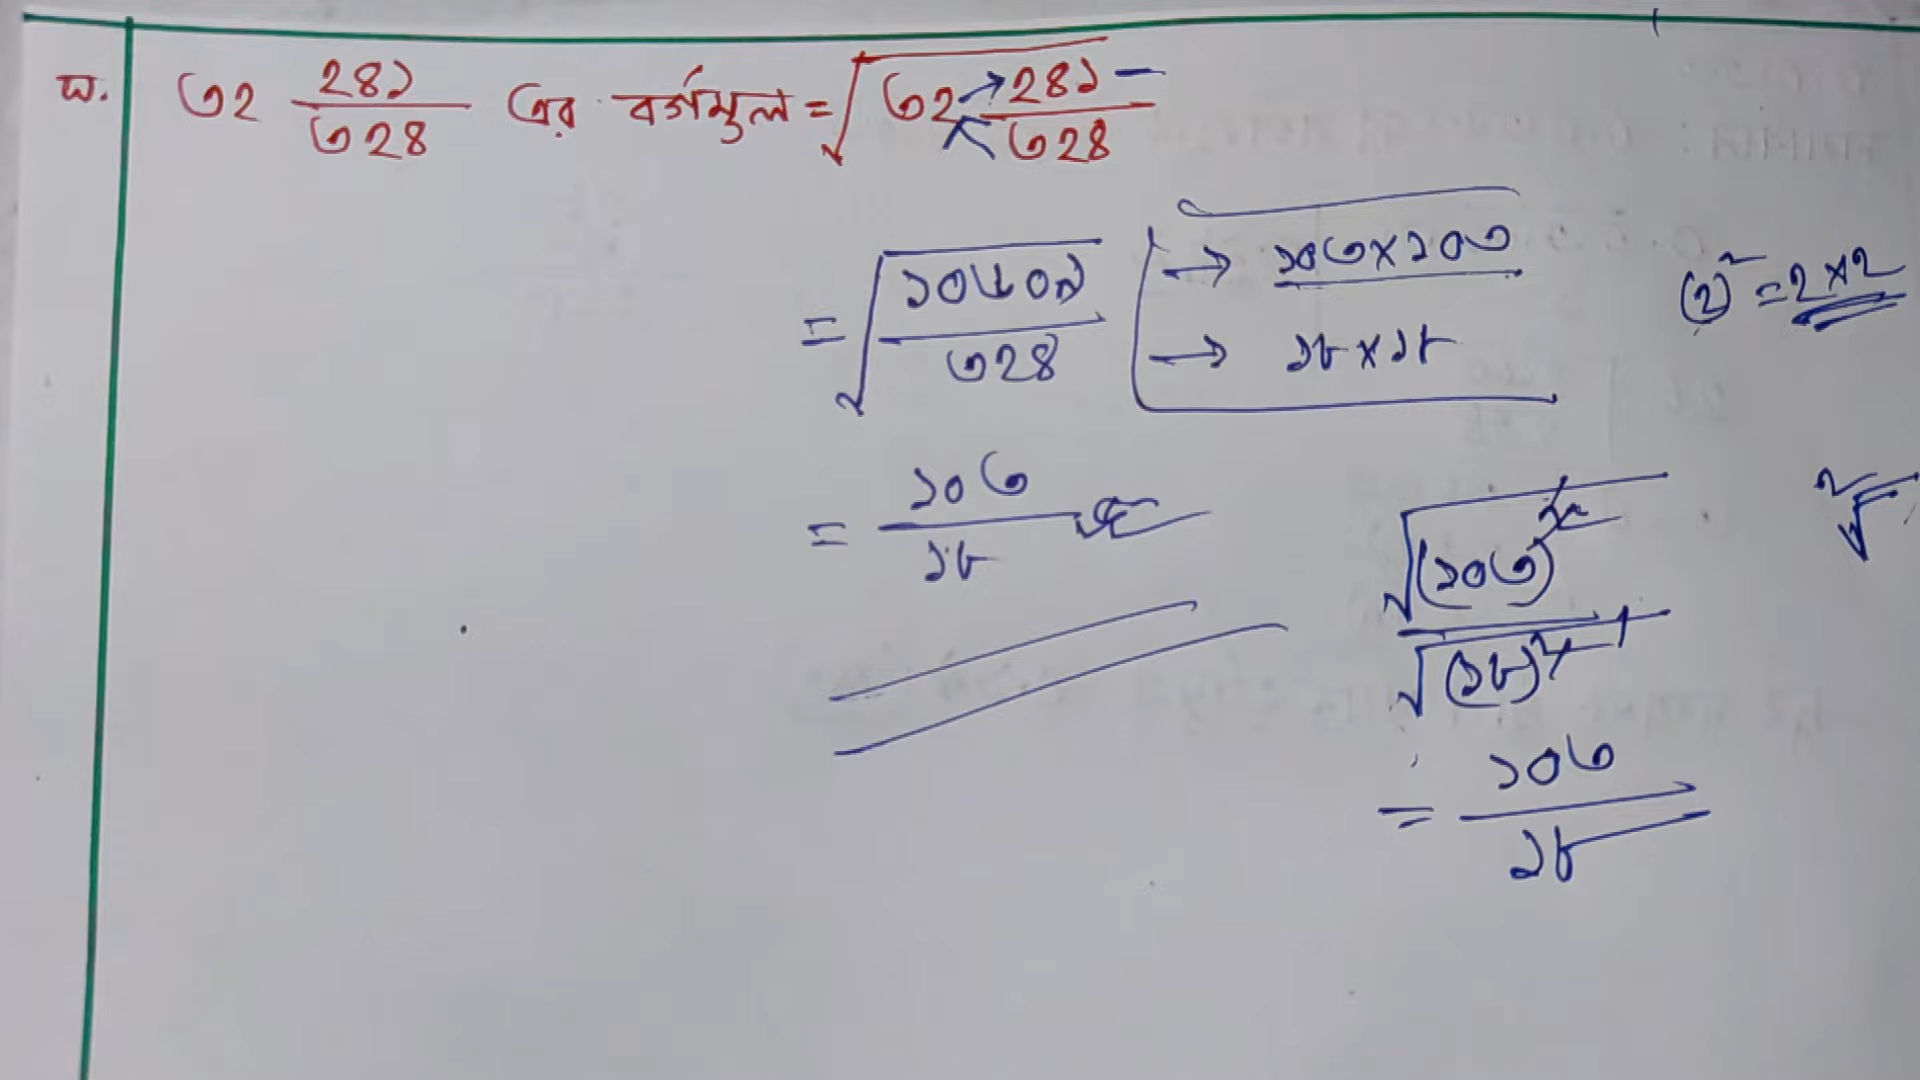 ঘ. ৩২ ২৪১/৩২৪ এর বর্গমুল = √৩২ ২৪১/৩২৪
= √১০৬০৯/৩২৪ → ১০৩×১০৩
→ ১৮×১৮
(২)² = ২×২
= ১০৩/১৮
√(১০৩)²/√(১৮)²
²√
= ১০৩/১৮